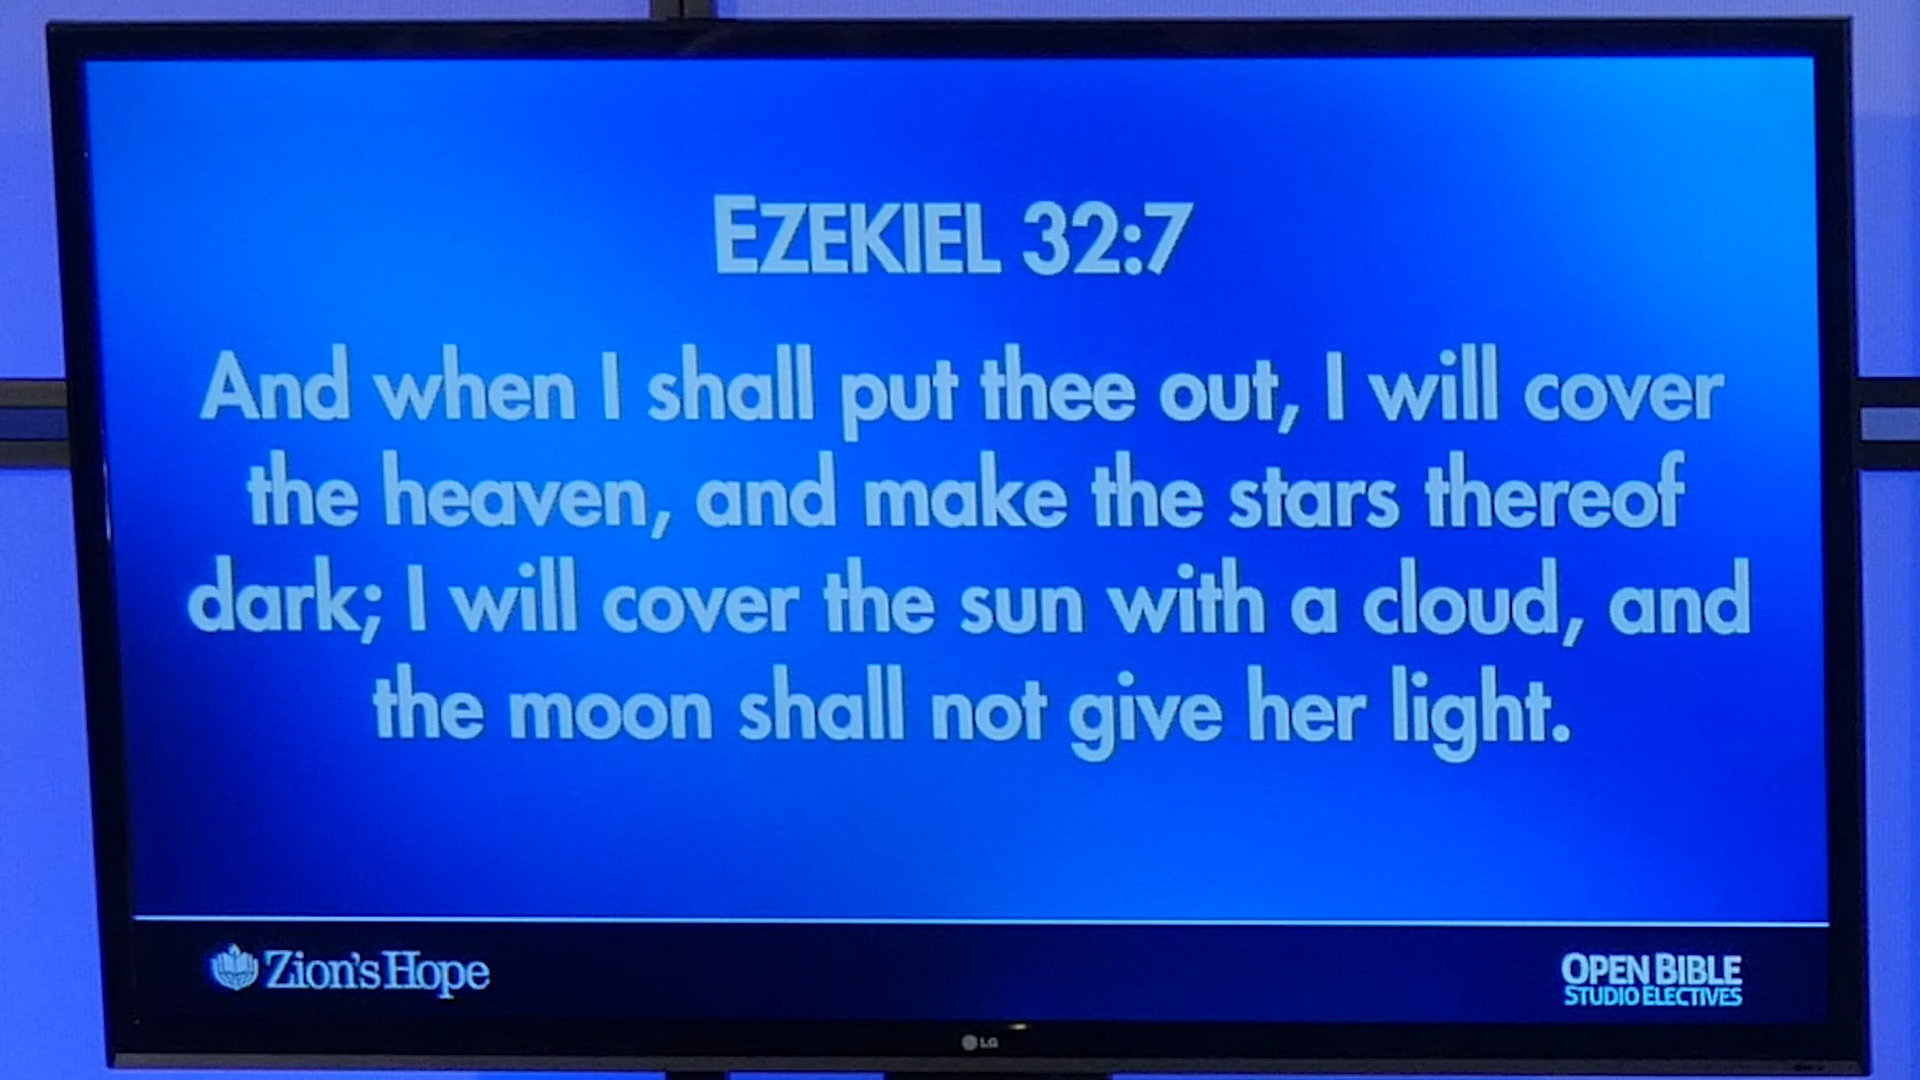 EZEKIEL 32:7
And when I shall put thee out, I will cover
the heaven, and make the stars thereof
dark; I will cover the sun with a cloud, and
the moon shall not give her light.
Zion's Hope
OPEN BIBLE
STUDIO ELECTIVES
LG